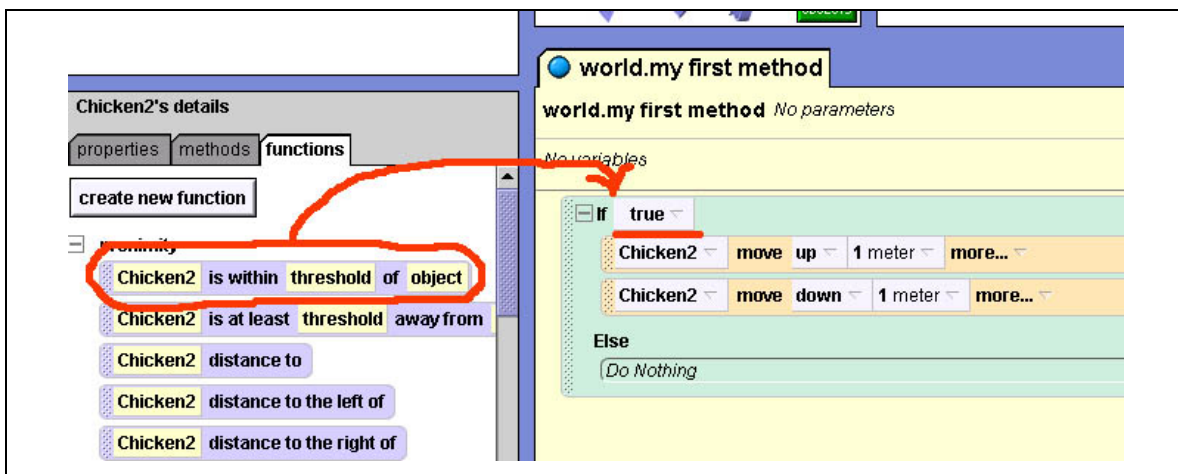 world.my first method
Chicken2's details
world.my first method No parameters
properties methods functions
No variables
create new function
If true
proximity
Chicken2 move up 1 meter more...
Chicken2 is within threshold of object
Chicken2 move down 1 meter more...
Chicken2 is at least threshold away from
Else
Chicken2 distance to
Do Nothing
Chicken2 distance to the left of
Chicken2 distance to the right of